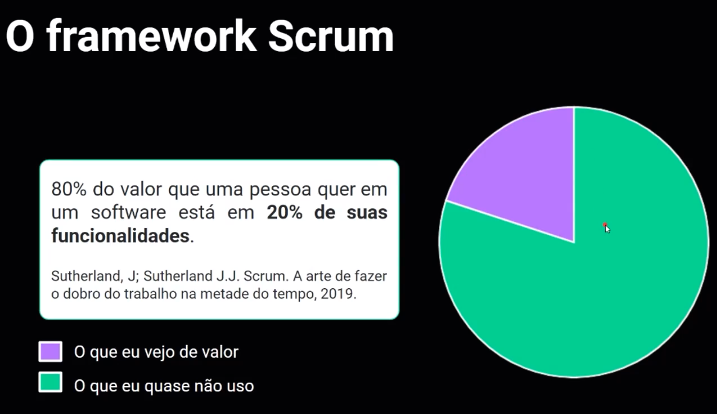 O framework Scrum
80% do valor que uma pessoa quer em
um software está em 20% de suas
funcionalidades.
Sutherland, J; Sutherland J.J. Scrum. A arte de fazer
o dobro do trabalho na metade do tempo, 2019.
O que eu vejo de valor
O que eu quase não uso